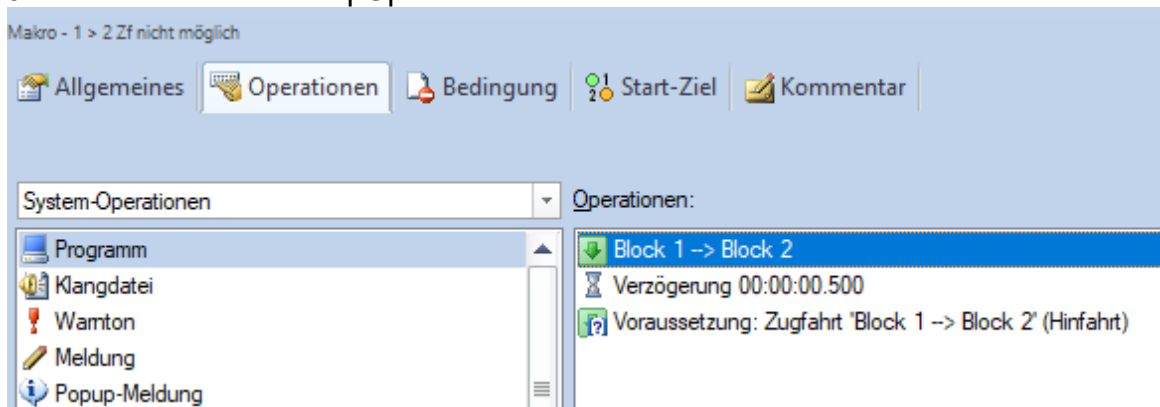 Makro - 1 > 2 Zf nicht möglich
Allgemeines Operationen Bedingung Start-Ziel Kommentar
System-Operationen Operationen:
Programm Block 1 --> Block 2
Klangdatei Verzögerung 00:00:00.500
Warnton Voraussetzung: Zugfahrt 'Block 1 --> Block 2' (Hinfahrt)
Meldung
Popup-Meldung